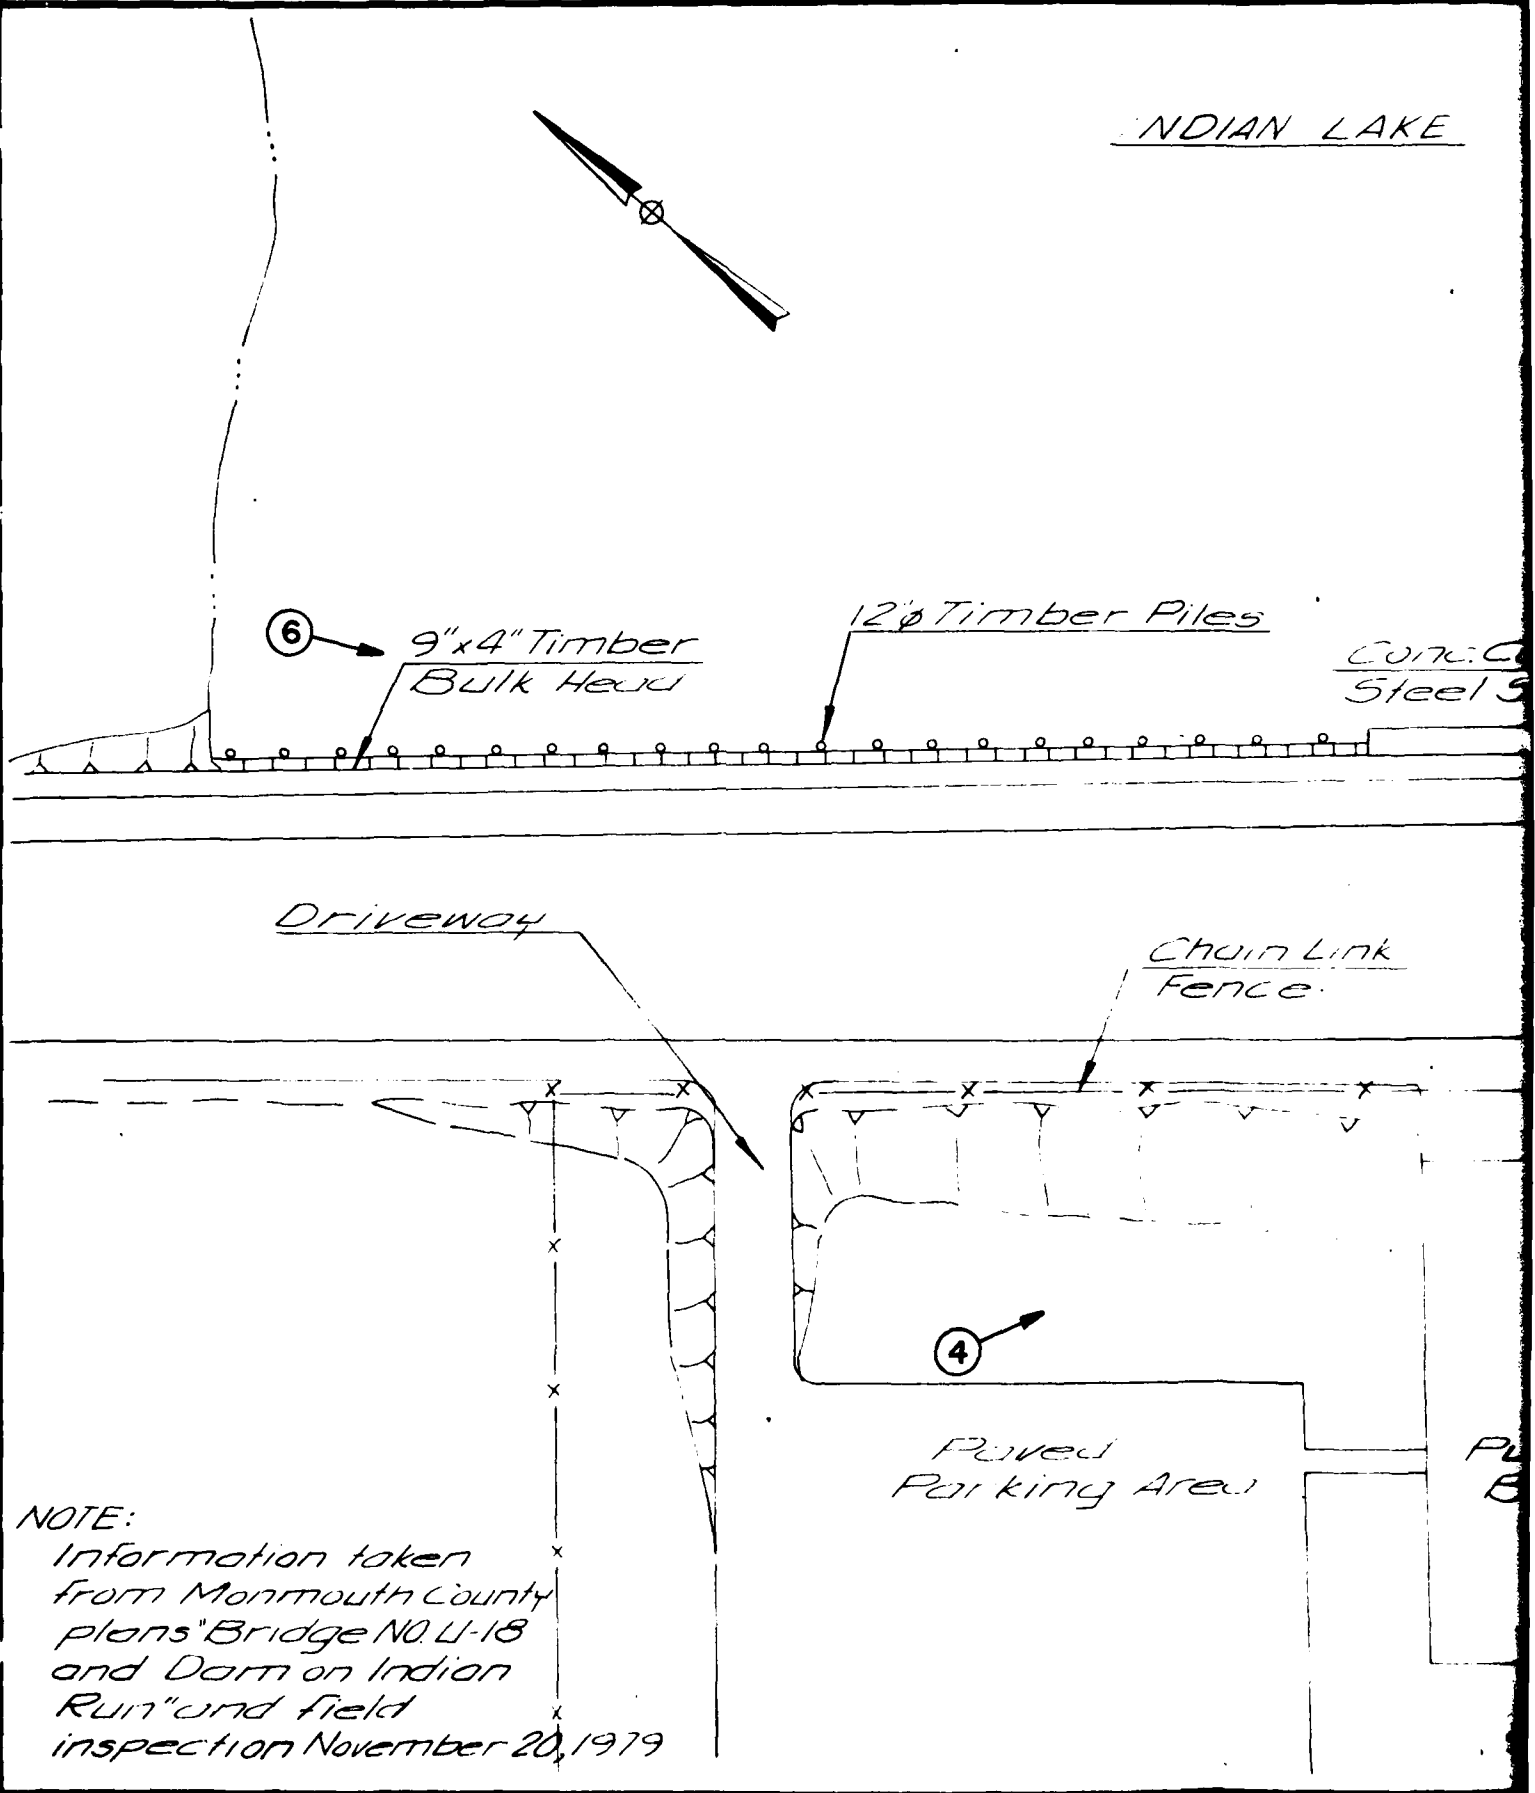 NDIAN LAKE
6
9"x4" Timber
Bulk Head
12"ø Timber Piles
Conc.
Steel
Driveway
Chain Link
Fence
4
Paved
Parking Area
NOTE:
Information taken
from Monmouth County
plans "Bridge NO. U-18
and Dam on Indian
Run" and field
inspection November 20, 1979